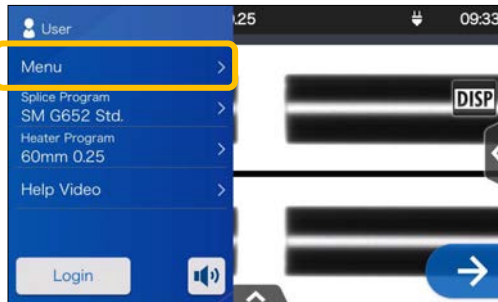 User
.25
09:33
Menu
Splice Program
SM G652 Std.
Heater Program
60mm 0.25
Help Video
Login
DISP